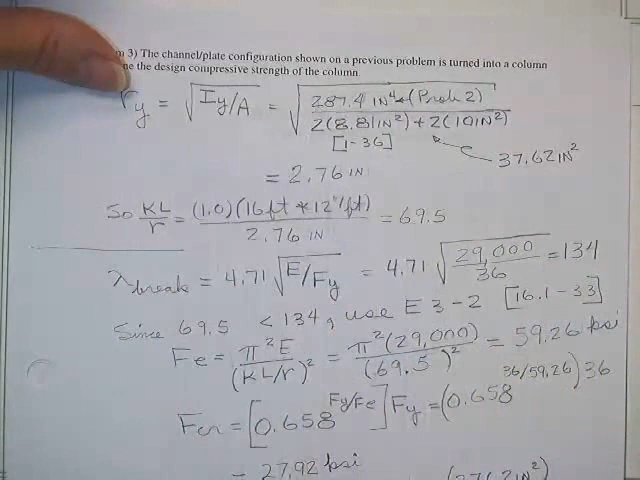 m 3) The channel/plate configuration shown on a previous problem is turned into a column
ne the design compressive strength of the column.
ry = √(Iy/A) = √(287.4 IN⁴ (Prob 2) / 2(8.81 IN²) + 2(10 IN²))
[1-36]
37.62 IN²
= 2.76 IN
So KL/r = (1.0)(16 ft * 12"/ft) / 2.76 IN = 69.5
λbreak = 4.71 √(E/Fy) = 4.71 √(29,000/36) = 134
Since 69.5 < 134, use E3-2 [16.1-33]
Fe = π²E/(KL/r)² = π²(29,000)/(69.5)² = 59.26 ksi
Fcr = [0.658^(Fy/Fe)] Fy = (0.658^(36/59.26)) 36
= 27.92 ksi
(37.62 IN²)